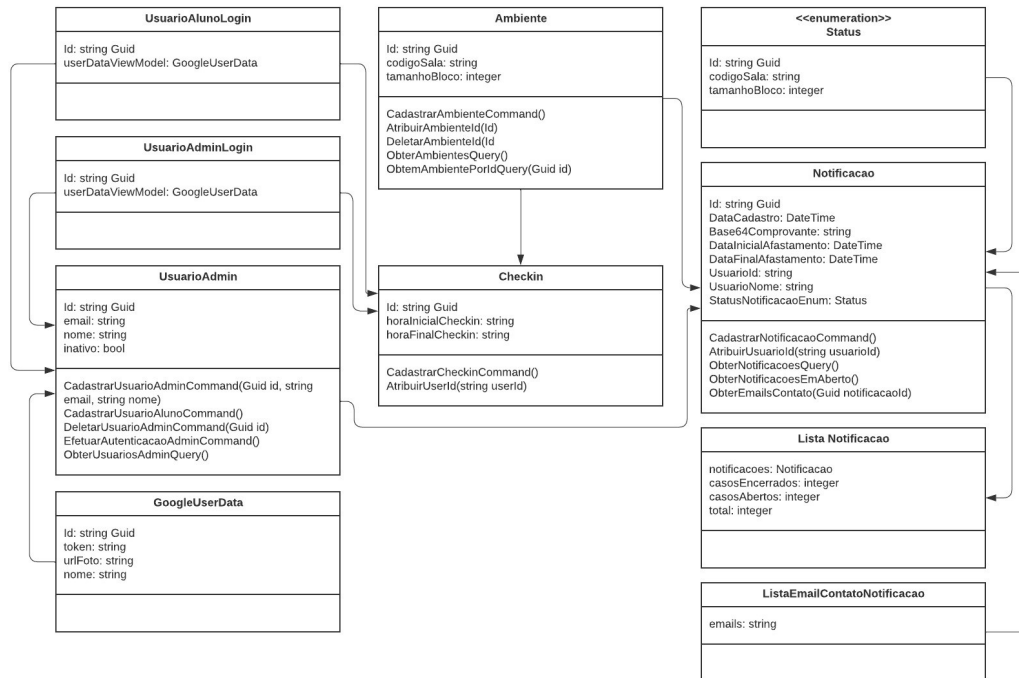 UsuarioAlunoLogin
Id: string Guid
userDataViewModel: GoogleUserData
UsuarioAdminLogin
Id: string Guid
userDataViewModel: GoogleUserData
UsuarioAdmin
Id: string Guid
email: string
nome: string
inativo: bool
CadastrarUsuarioAdminCommand(Guid id, string
email, string nome)
CadastrarUsuarioAlunoCommand()
DeletarUsuarioAdminCommand(Guid id)
EfetuarAutenticacaoAdminCommand()
ObterUsuariosAdminQuery()
GoogleUserData
Id: string Guid
token: string
urlFoto: string
nome: string
Ambiente
Id: string Guid
codigoSala: string
tamanhoBloco: integer
CadastrarAmbienteCommand()
AtribuirAmbienteId(Id)
DeletarAmbienteId(Id
ObterAmbientesQuery()
ObtemAmbientePorIdQuery(Guid id)
Checkin
Id: string Guid
horaInicialCheckin: string
horaFinalCheckin: string
CadastrarCheckinCommand()
AtribuirUserId(string userId)
<<enumeration>>
Status
Id: string Guid
codigoSala: string
tamanhoBloco: integer
Notificacao
Id: string Guid
DataCadastro: DateTime
Base64Comprovante: string
DataInicialAfastamento: DateTime
DataFinalAfastamento: DateTime
UsuarioId: string
UsuarioNome: string
StatusNotificacaoEnum: Status
CadastrarNotificacaoCommand()
AtribuirUsuarioId(string usuarioId)
ObterNotificacoesQuery()
ObterNotificacoesEmAberto()
ObterEmailsContato(Guid notificacaoId)
Lista Notificacao
notificacoes: Notificacao
casosEncerrados: integer
casosAbertos: integer
total: integer
ListaEmailContatoNotificacao
emails: string